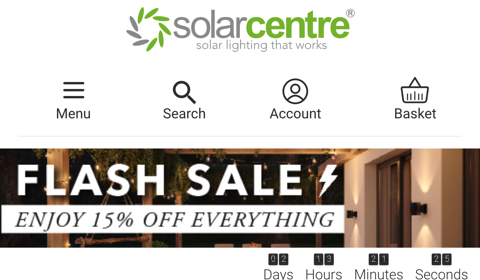 solarcentre®
solar lighting that works
Menu Search Account Basket
FLASH SALE
ENJOY 15% OFF EVERYTHING
02 13 21 25
Days Hours Minutes Seconds